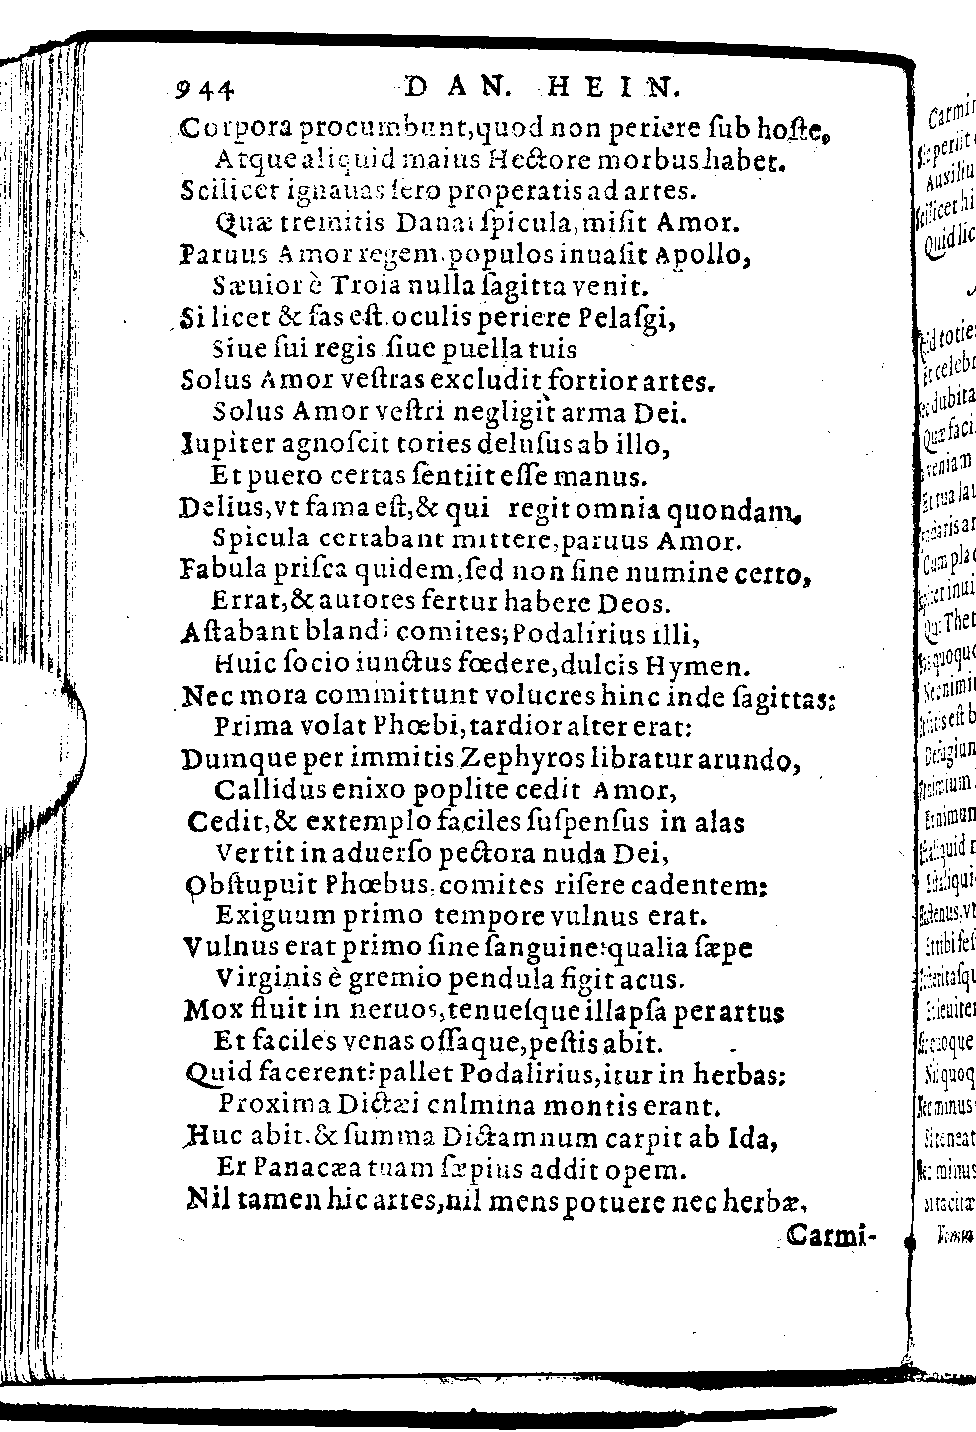 944 DAN. HEIN.
Corpora procumbunt,quod non periere ſub hoſte,
Atque aliquid maius Hectore morbus habet.
Scilicet ignauas ſero properatis ad artes.
Quæ tremitis Danai ſpicula, miſit Amor.
Paruus Amor regem, populos inuaſit Apollo,
Sæuior è Troia nulla ſagitta venit.
Si licet & fas eſt. oculis periere Pelaſgi,
Siue ſui regis ſiue puella tuis
Solus Amor veſtras excludit fortior artes.
Solus Amor veſtri negligit arma Dei.
Iupiter agnoſcit toties deluſus ab illo,
Et puero certas ſentiit eſſe manus.
Delius,vt fama eſt,& qui regit omnia quondam,
Spicula certabant mittere,paruus Amor.
Fabula priſca quidem,ſed non ſine numine certo,
Errat,& autores fertur habere Deos.
Aſtabant blandi comites; Podalirius illi,
Huic ſocio iunctus fœdere,dulcis Hymen.
Nec mora committunt volucres hinc inde ſagittas:
Prima volat Phœbi,tardior alter erat:
Dumque per immitis Zephyros libratur arundo,
Callidus enixo poplite cedit Amor,
Cedit,& extemplo faciles ſuſpenſus in alas
Vertit in aduerſo pectora nuda Dei,
Obſtupuit Phœbus, comites riſere cadentem:
Exiguum primo tempore vulnus erat.
Vulnus erat primo ſine ſanguine:qualia ſæpe
Virginis è gremio pendula figit acus.
Mox fluit in neruos,tenueſque illapſa per artus
Et faciles venas oſſaque,peſtis abit.
Quid facerent? pallet Podalirius,itur in herbas:
Proxima Dictæi cnlmina montis erant.
Huc abit.& ſumma Dictamnum carpit ab Ida,
Er Panacæa tuam ſæpius addit opem.
Nil tamen hic artes,nil mens potuere nec herbæ,
Carmi-